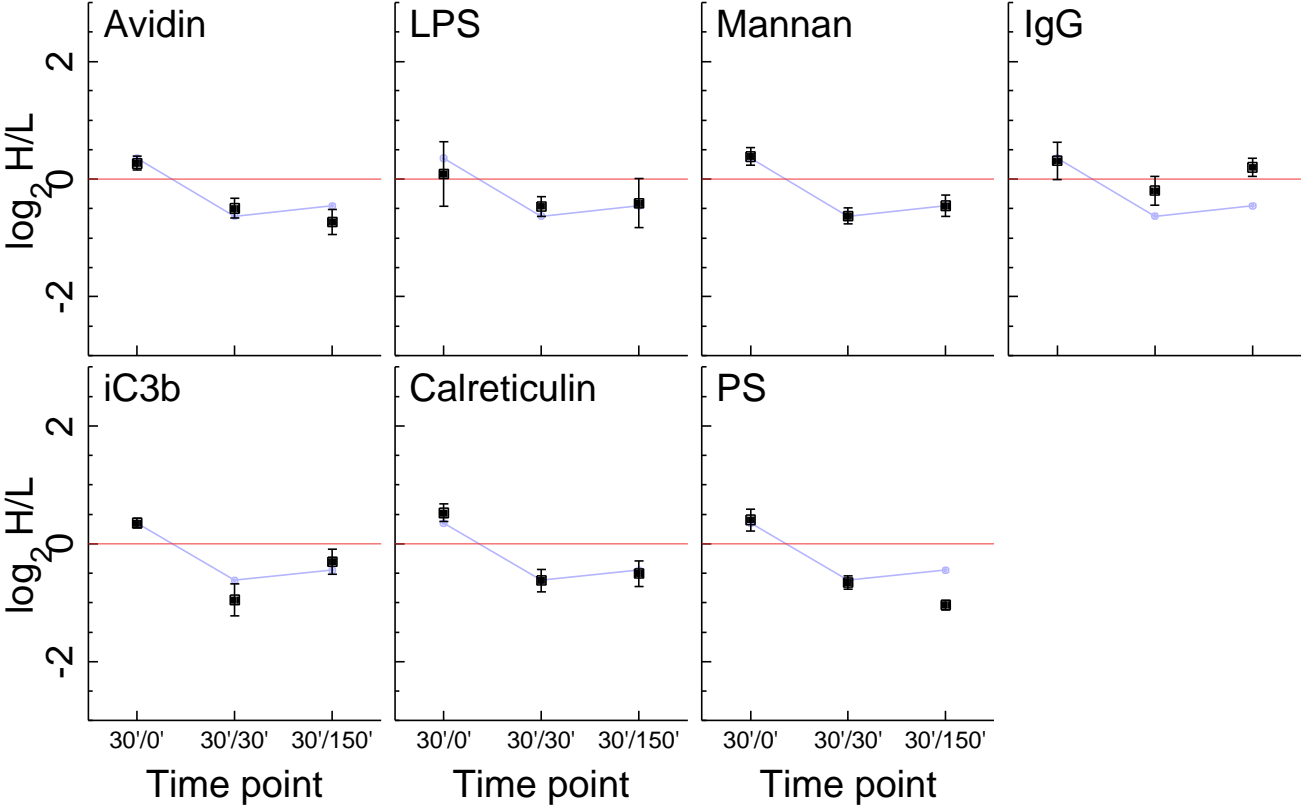 Avidin
LPS
Mannan
IgG
2
0
-2
log2 H/L
iC3b
Calreticulin
PS
2
0
-2
log2 H/L
30'/0' 30'/30' 30'/150'
30'/0' 30'/30' 30'/150'
30'/0' 30'/30' 30'/150'
Time point
Time point
Time point